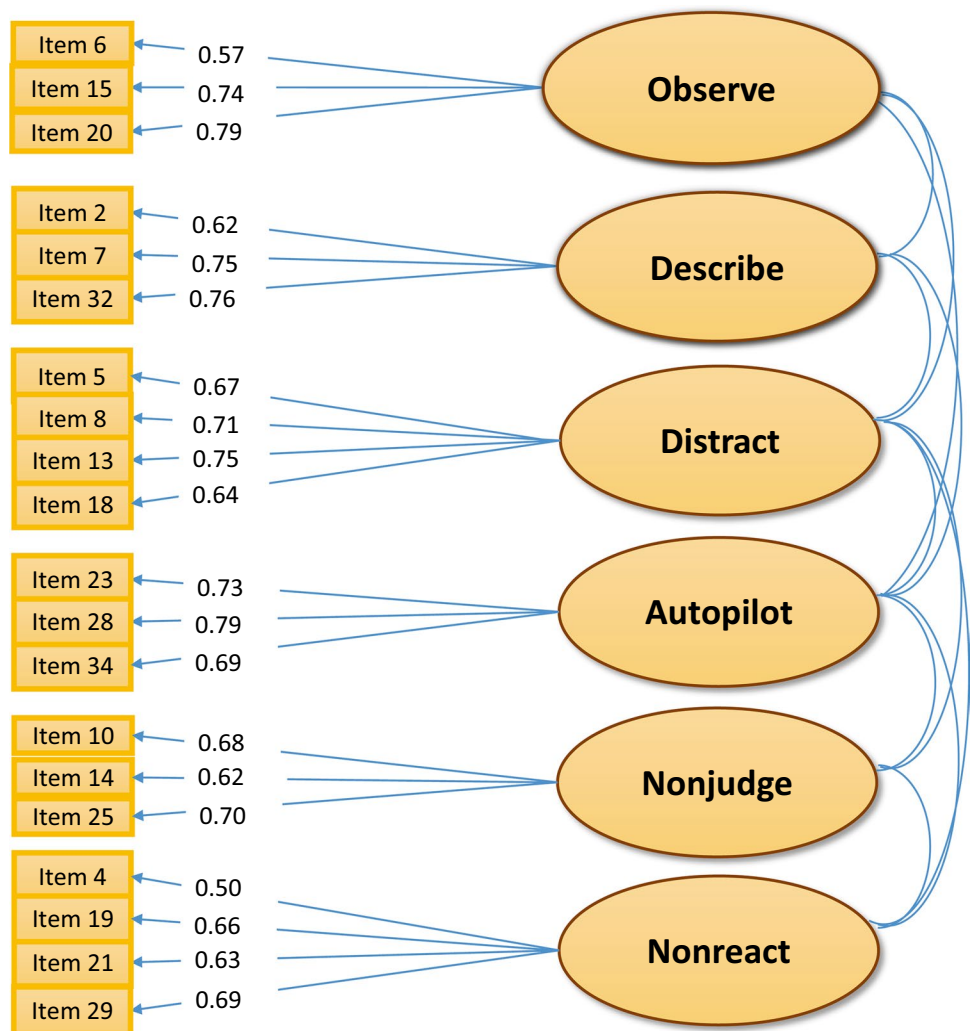 Item 6
0.57
Item 15
0.74
Item 20
0.79
Observe
Item 2
0.62
Item 7
0.75
Item 32
0.76
Describe
Item 5
0.67
Item 8
0.71
Item 13
0.75
Item 18
0.64
Distract
Item 23
0.73
Item 28
0.79
Item 34
0.69
Autopilot
Item 10
0.68
Item 14
0.62
Item 25
0.70
Nonjudge
Item 4
0.50
Item 19
0.66
Item 21
0.63
Item 29
0.69
Nonreact